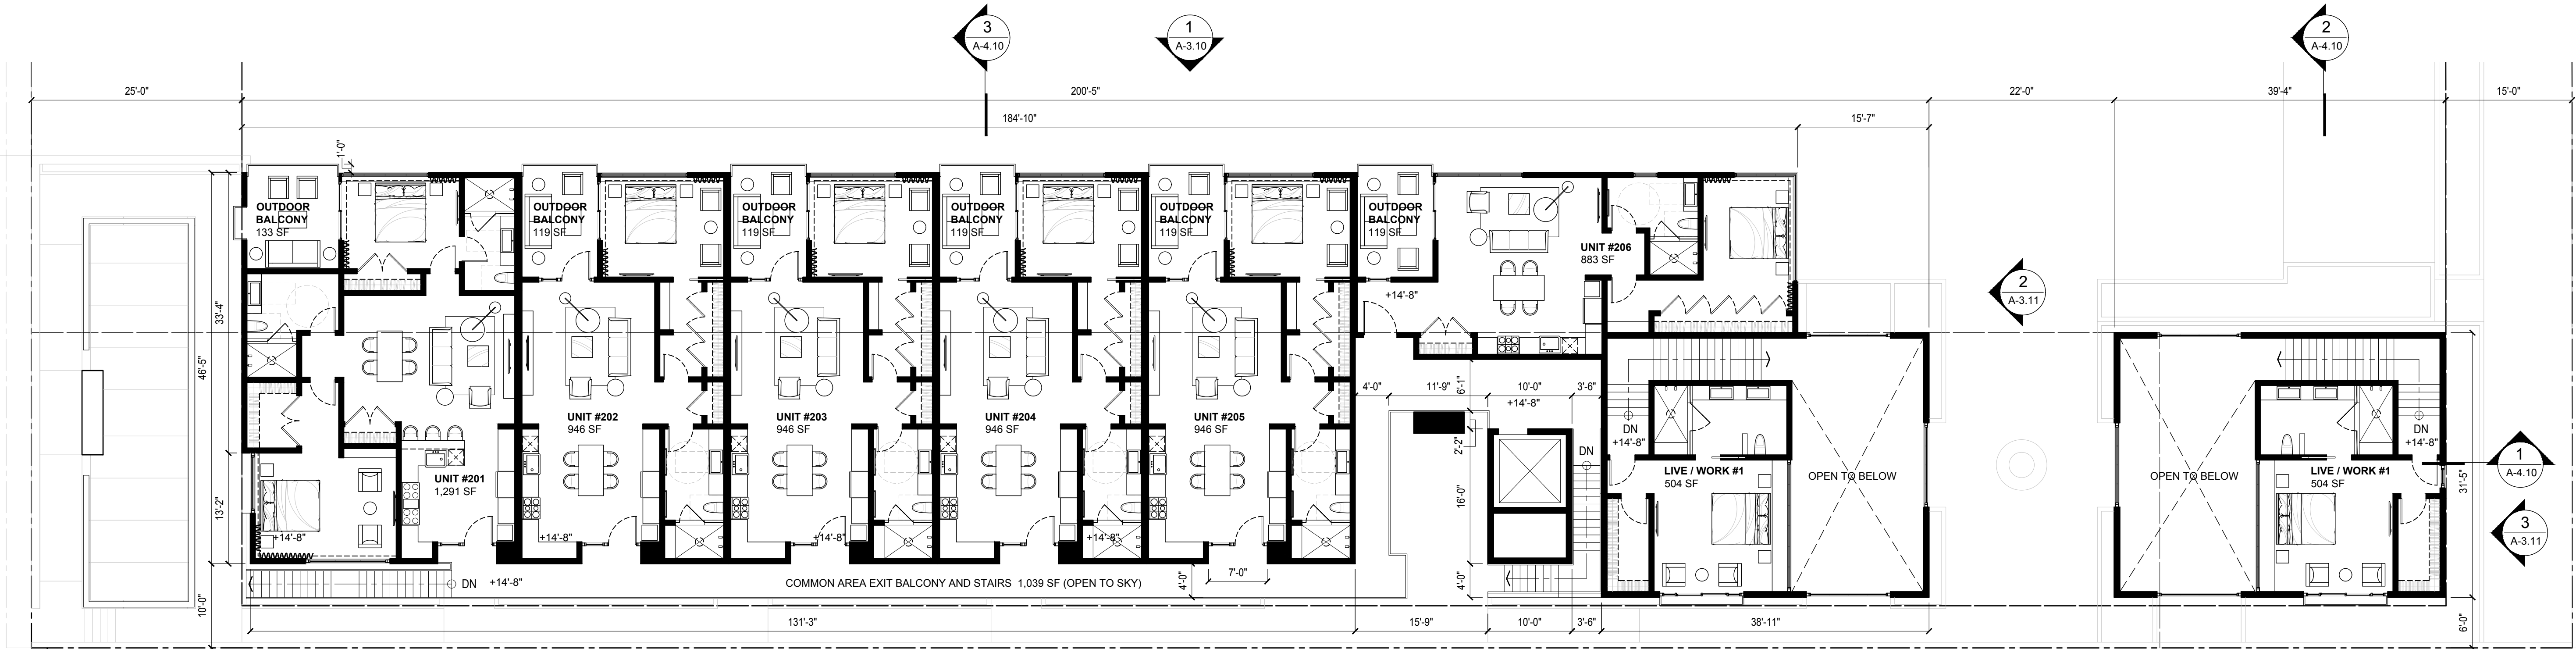 3
A-4.10
1
A-3.10
2
A-4.10
25'-0"
200'-5"
22'-0"
39'-4"
15'-0"
184'-10"
15'-7"
1'-0"
OUTDOOR
BALCONY
133 SF
OUTDOOR
BALCONY
119 SF
OUTDOOR
BALCONY
119 SF
OUTDOOR
BALCONY
119 SF
OUTDOOR
BALCONY
119 SF
OUTDOOR
BALCONY
119 SF
UNIT #206
883 SF
+14'-8"
2
A-3.11
33'-4"
46'-5"
13'-2"
10'-0"
UNIT #201
1,291 SF
UNIT #202
946 SF
UNIT #203
946 SF
UNIT #204
946 SF
UNIT #205
946 SF
4'-0"
11'-9"
6'-1"
10'-0"
3'-6"
+14'-8"
2'-2"
16'-0"
4'-0"
DN
DN
+14'-8"
LIVE / WORK #1
504 SF
OPEN TO BELOW
OPEN TO BELOW
DN
+14'-8"
LIVE / WORK #1
504 SF
1
A-4.10
31'-5"
3
A-3.11
+14'-8"
+14'-8"
+14'-8"
+14'-8"
DN
+14'-8"
COMMON AREA EXIT BALCONY AND STAIRS 1,039 SF (OPEN TO SKY)
4'-0"
7'-0"
131'-3"
15'-9"
10'-0"
3'-6"
38'-11"
6'-0"